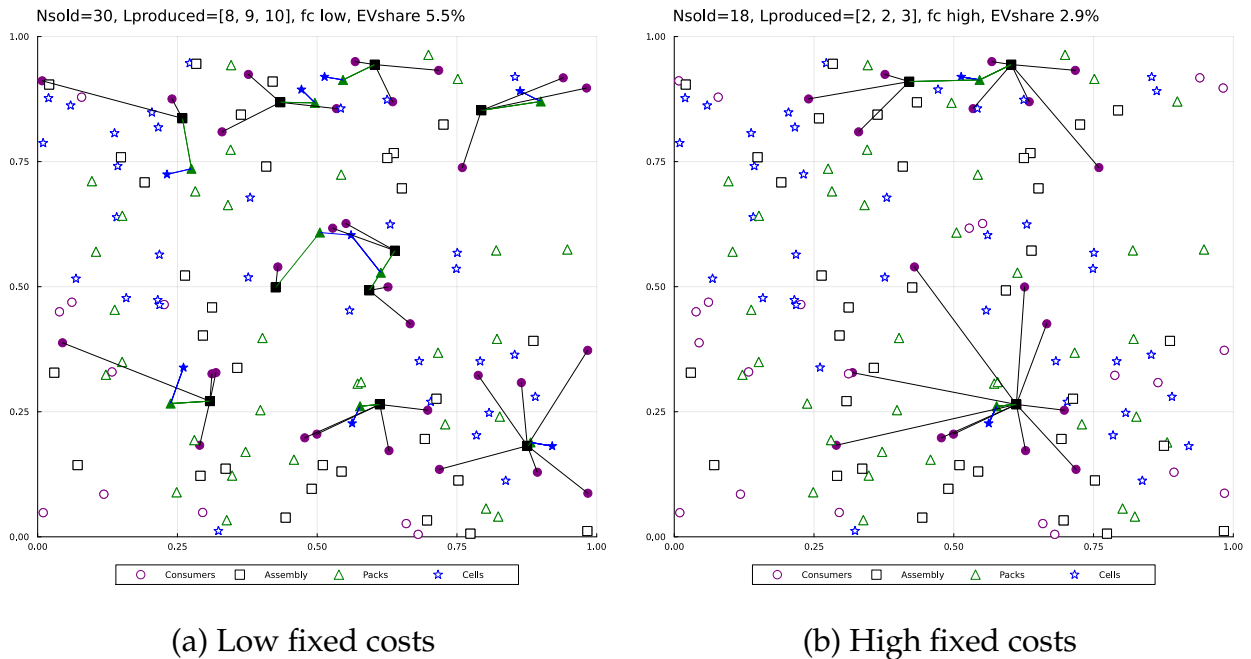 Nsold=30, Lproduced=[8, 9, 10], fc low, EVshare 5.5%
1.00
0.75
0.50
0.25
0.00
0.00 0.25 0.50 0.75 1.00
Consumers Assembly Packs Cells
(a) Low fixed costs
Nsold=18, Lproduced=[2, 2, 3], fc high, EVshare 2.9%
1.00
0.75
0.50
0.25
0.00
0.00 0.25 0.50 0.75 1.00
Consumers Assembly Packs Cells
(b) High fixed costs